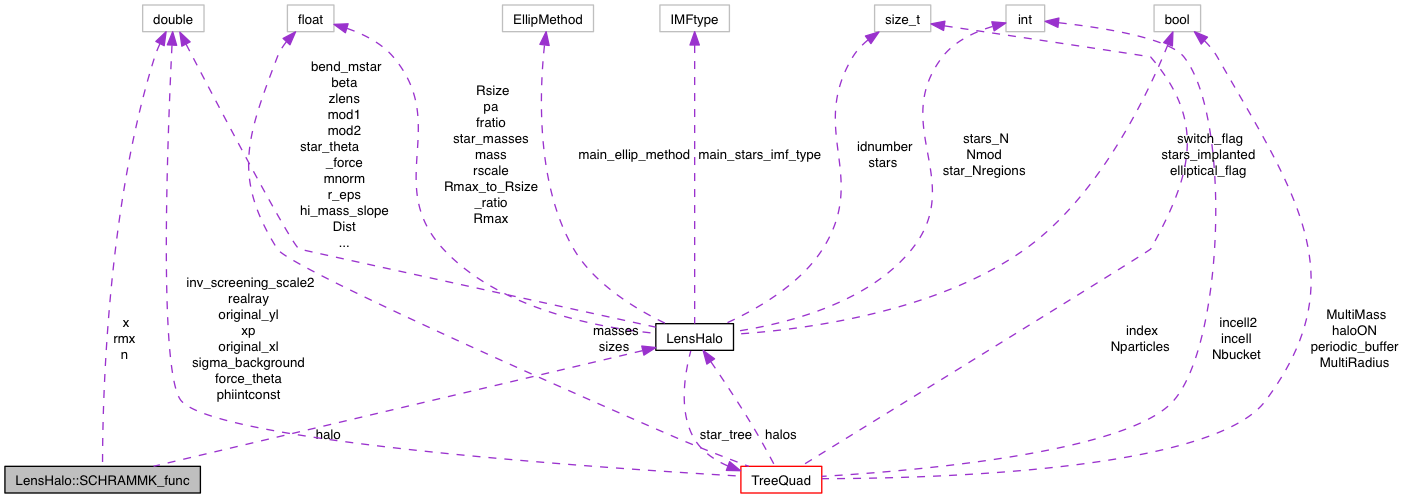 double
float
EllipMethod
IMFtype
size_t
int
bool
bend_mstar
beta
zlens
mod1
mod2
star_theta
_force
mnorm
r_eps
hi_mass_slope
Dist
...
Rsize
pa
fratio
star_masses
mass
rscale
Rmax_to_Rsize
_ratio
Rmax
main_ellip_method
main_stars_imf_type
idnumber
stars
stars_N
Nmod
star_Nregions
switch_flag
stars_implanted
elliptical_flag
x
rmx
n
inv_screening_scale2
realray
original_yl
xp
original_xl
sigma_background
force_theta
phiintconst
masses
sizes
LensHalo
index
Nparticles
incell2
incell
Nbucket
MultiMass
haloON
periodic_buffer
MultiRadius
halo
star_tree
halos
LensHalo::SCHRAMMK_func
TreeQuad